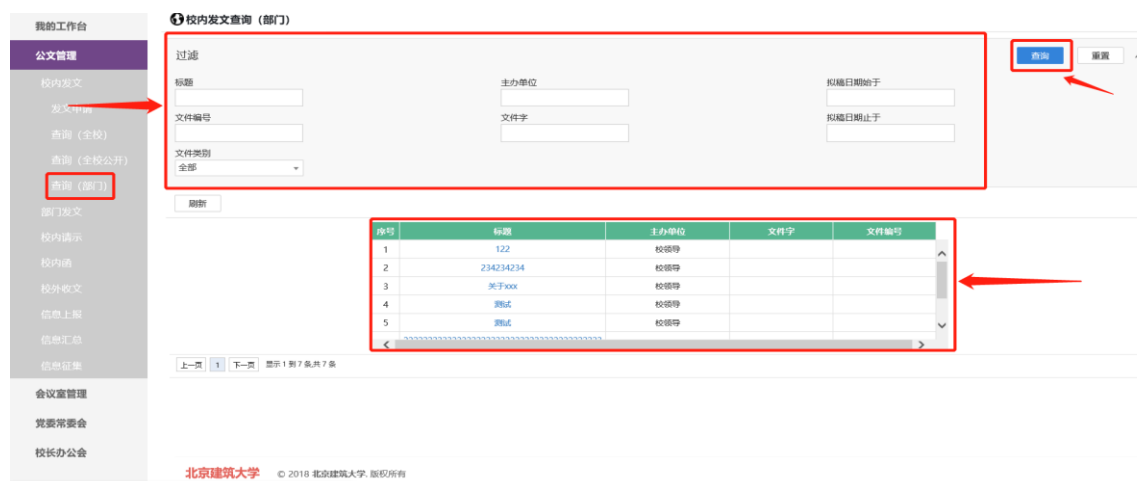 我的工作台
公文管理
校内发文
发文申请
查询（全校）
查询（全校公开）
查询（部门）
部门发文
校内请示
校内函
校外收文
信息上报
信息汇总
信息征集
会议室管理
党委常委会
校长办公会
校内发文查询（部门）
过滤
查询 重置
标题 主办单位 拟稿日期始于
文件编号 文件字 拟稿日期止于
文件类别
全部
刷新
序号 标题 主办单位 文件字 文件编号
1 122 校领导
2 234234234 校领导
3 关于xxx 校领导
4 测试 校领导
5 测试 校领导
上一页 1 下一页 显示 1 到 7 条,共 7 条
北京建筑大学 © 2018 北京建筑大学. 版权所有